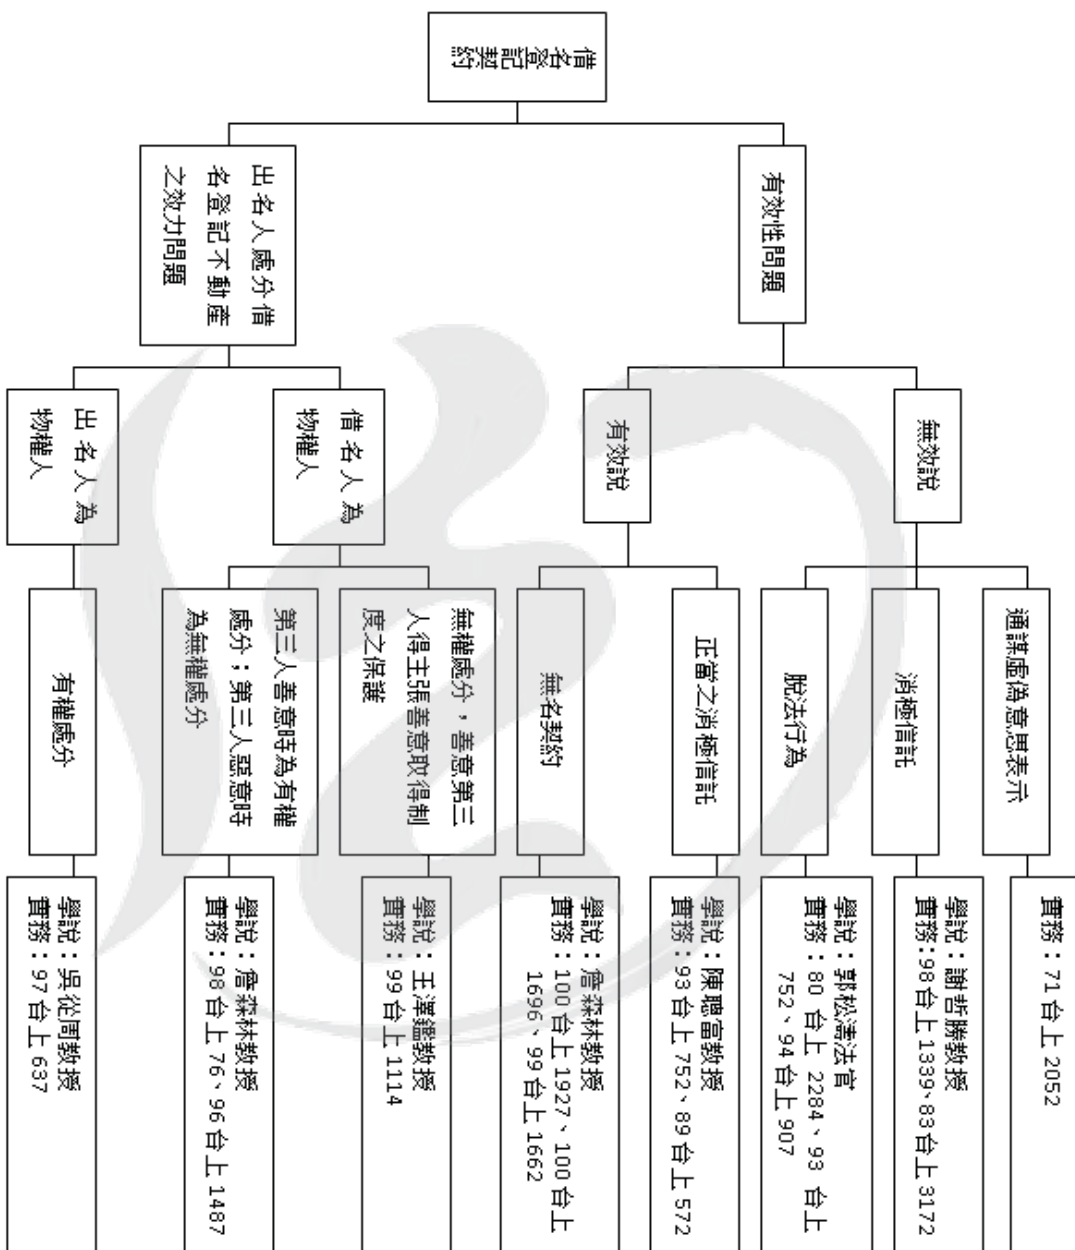 借名登記
契約
有效性問題
無效說
通謀虛偽意思表示
實務：71台上2052
消極信託
學說：謝哲勝教授
實務：98台上1339、83台上3172
脫法行為
學說：郭松濤法官
實務：80 台上 2284、93 台上
752、94台上907
有效說
正當之消極信託
學說：陳聰富教授
實務：93台上752、89台上572
無名契約
學說：詹森林教授
實務：100台上1927、100台上
1696、99台上1662
出名人處分借
名登記不動產
之效力問題
借名人為
物權人
無權處分，善意第三
人得主張善意取得制
度之保護
學說：王澤鑑教授
實務：99台上1114
第三人善意時為有權
處分；第三人惡意時
為無權處分
學說：詹森林教授
實務：98台上76、96台上1487
出名人為
物權人
有權處分
學說：吳從周教授
實務：97台上637